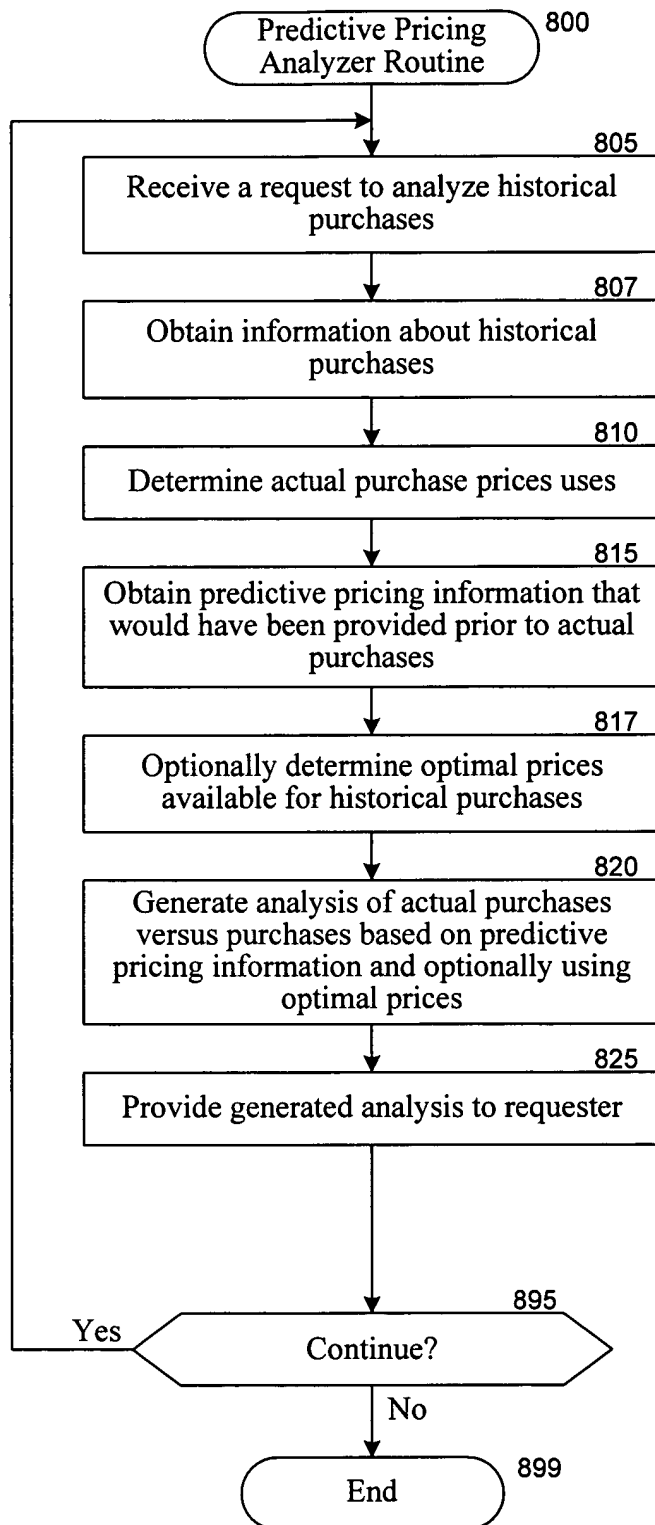 Predictive Pricing
Analyzer Routine
800
805
Receive a request to analyze historical
purchases
807
Obtain information about historical
purchases
810
Determine actual purchase prices uses
815
Obtain predictive pricing information that
would have been provided prior to actual
purchases
817
Optionally determine optimal prices
available for historical purchases
820
Generate analysis of actual purchases
versus purchases based on predictive
pricing information and optionally using
optimal prices
825
Provide generated analysis to requester
895
Yes
Continue?
No
899
End